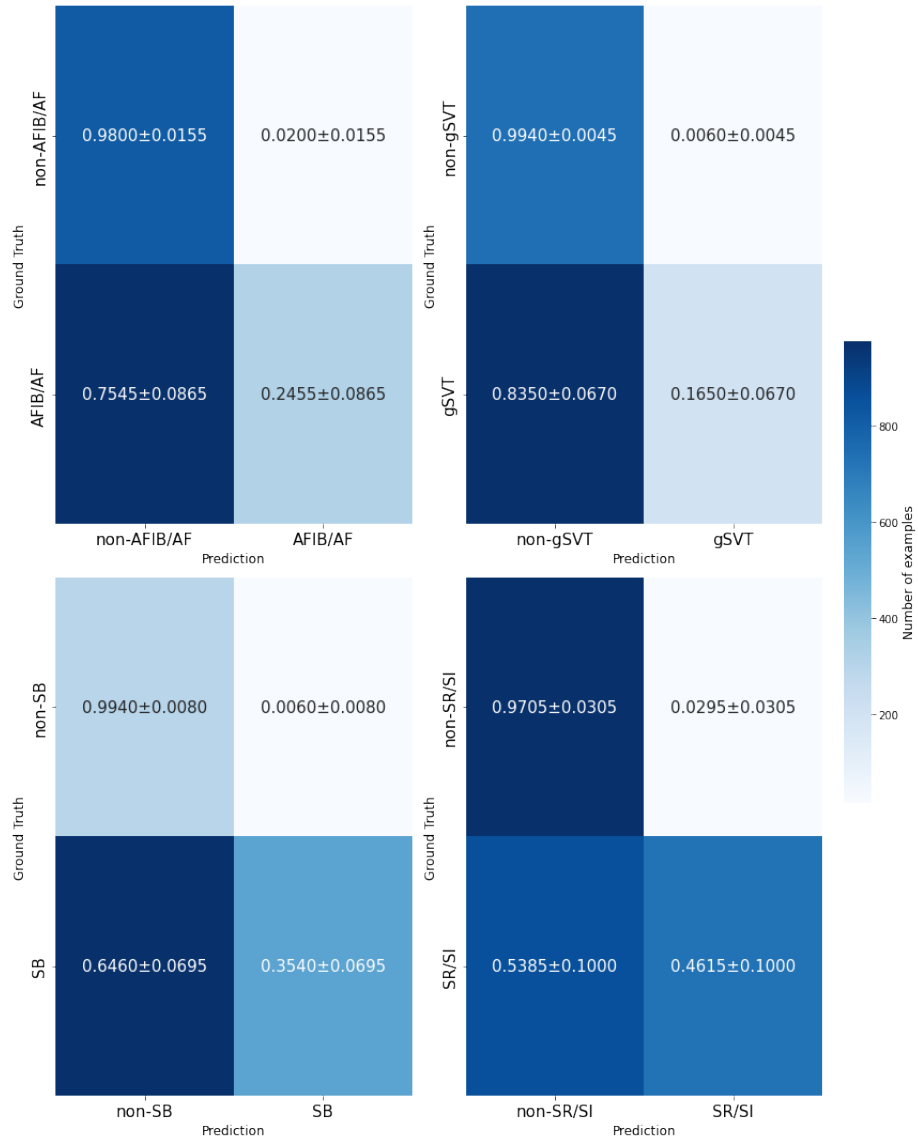 non-AFIB/AF
0.9800±0.0155
0.0200±0.0155
Ground Truth
AFIB/AF
0.7545±0.0865
0.2455±0.0865
non-AFIB/AF
AFIB/AF
Prediction
non-gSVT
0.9940±0.0045
0.0060±0.0045
Ground Truth
gSVT
0.8350±0.0670
0.1650±0.0670
non-gSVT
gSVT
Prediction
non-SB
0.9940±0.0080
0.0060±0.0080
Ground Truth
SB
0.6460±0.0695
0.3540±0.0695
non-SB
SB
Prediction
non-SR/SI
0.9705±0.0305
0.0295±0.0305
Ground Truth
SR/SI
0.5385±0.1000
0.4615±0.1000
non-SR/SI
SR/SI
Prediction
800
600
400
200
Number of examples